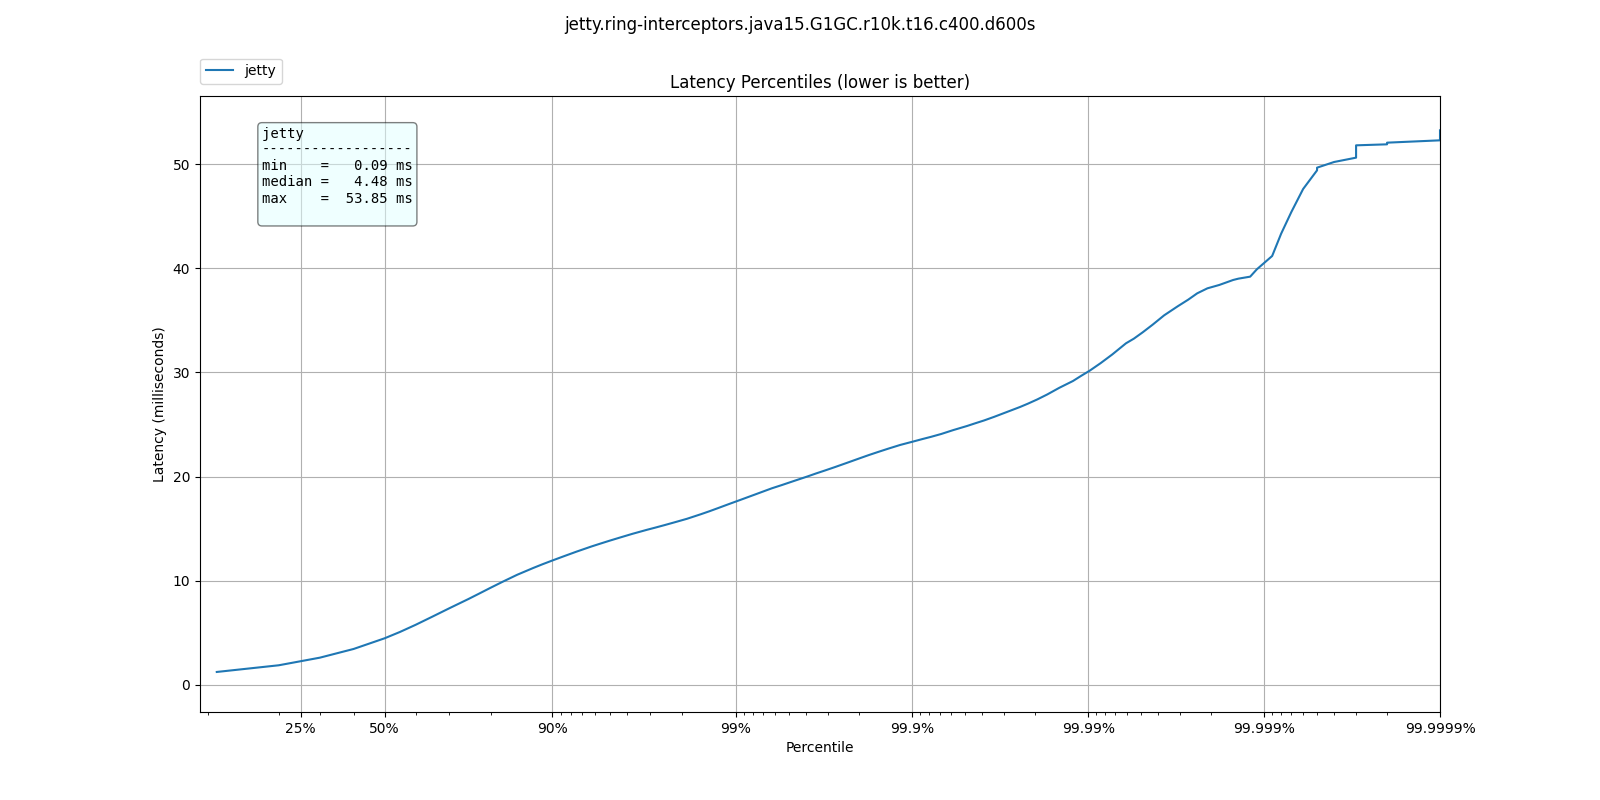 jetty.ring-interceptors.java15.G1GC.r10k.t16.c400.d600s
jetty
Latency Percentiles (lower is better)
jetty
------------------
min    =   0.09 ms
median =   4.48 ms
max    =  53.85 ms
50
40
30
20
10
0
Latency (milliseconds)
25% 50% 90% 99% 99.9% 99.99% 99.999% 99.9999%
Percentile